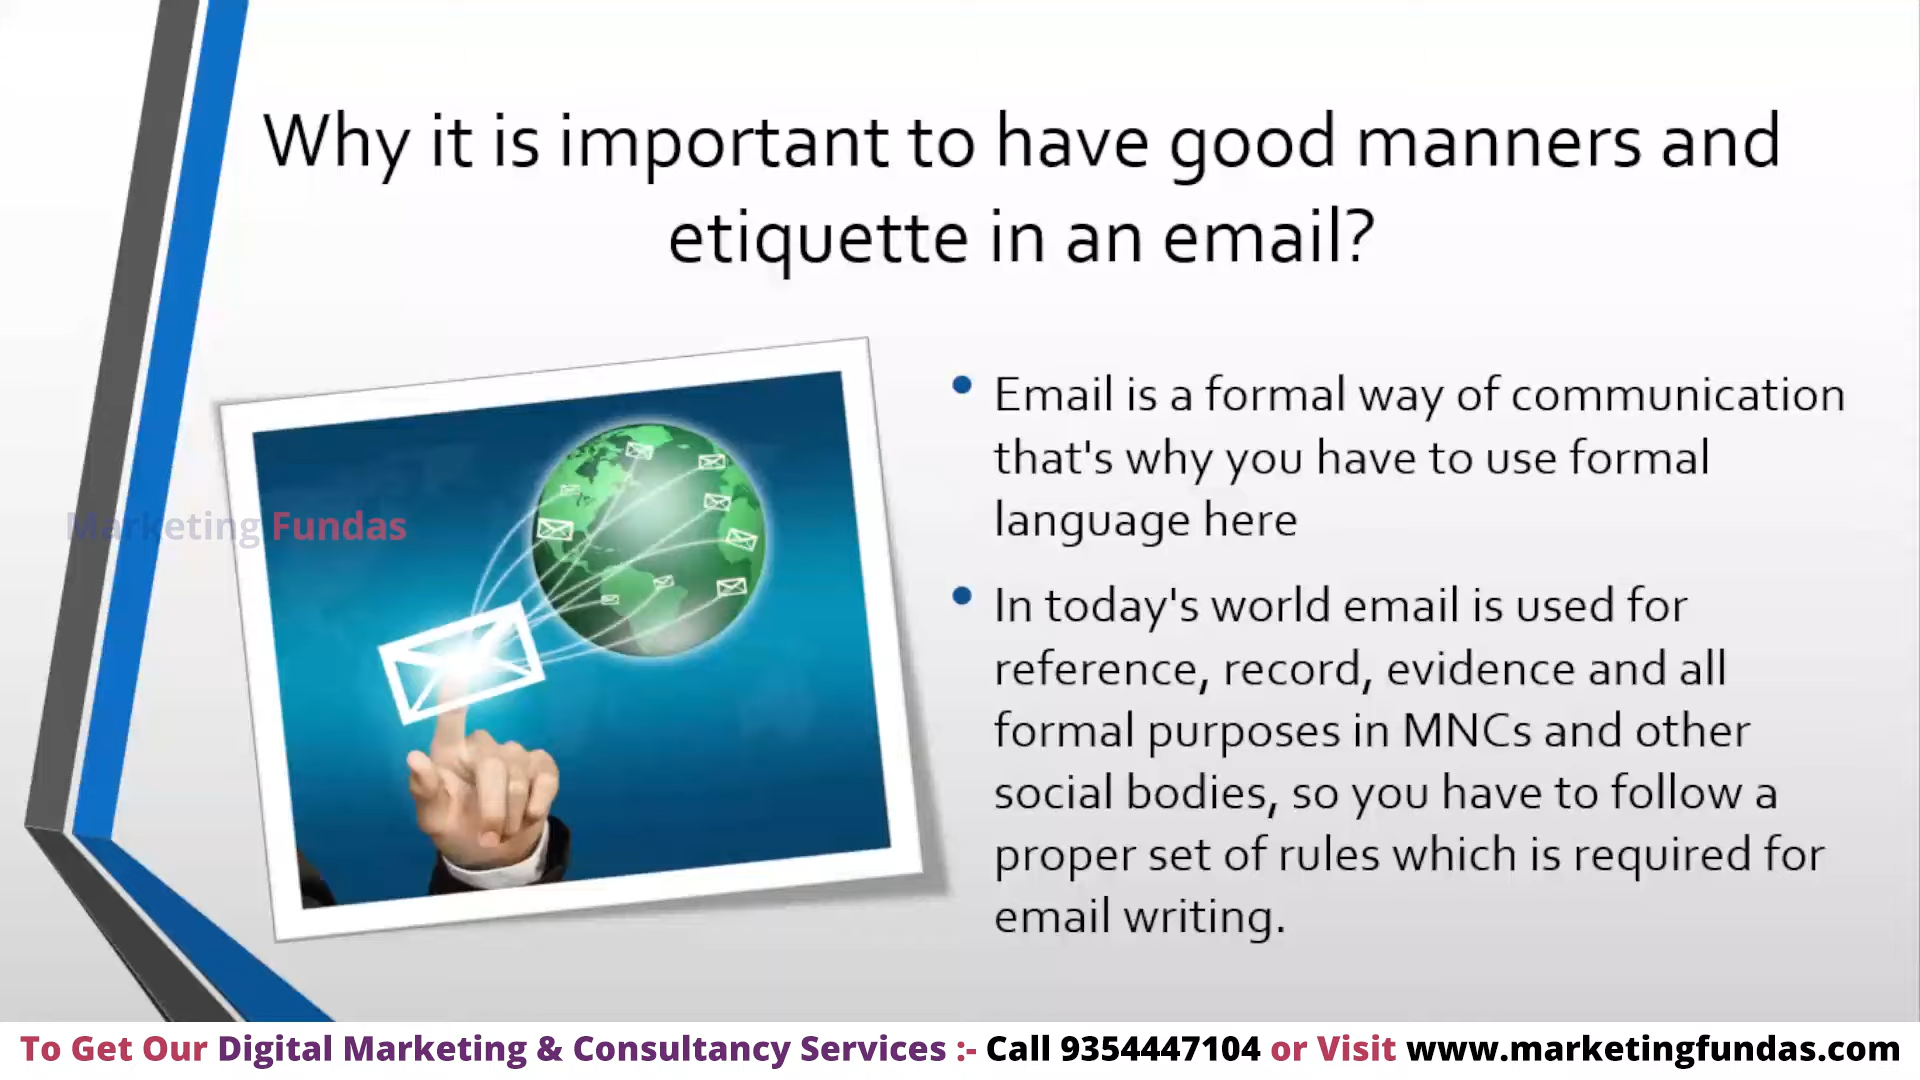 Why it is important to have good manners and
etiquette in an email?
Marketing Fundas
• Email is a formal way of communication
that's why you have to use formal
language here
• In today's world email is used for
reference, record, evidence and all
formal purposes in MNCs and other
social bodies, so you have to follow a
proper set of rules which is required for
email writing.
To Get Our Digital Marketing & Consultancy Services :- Call 9354447104 or Visit www.marketingfundas.com